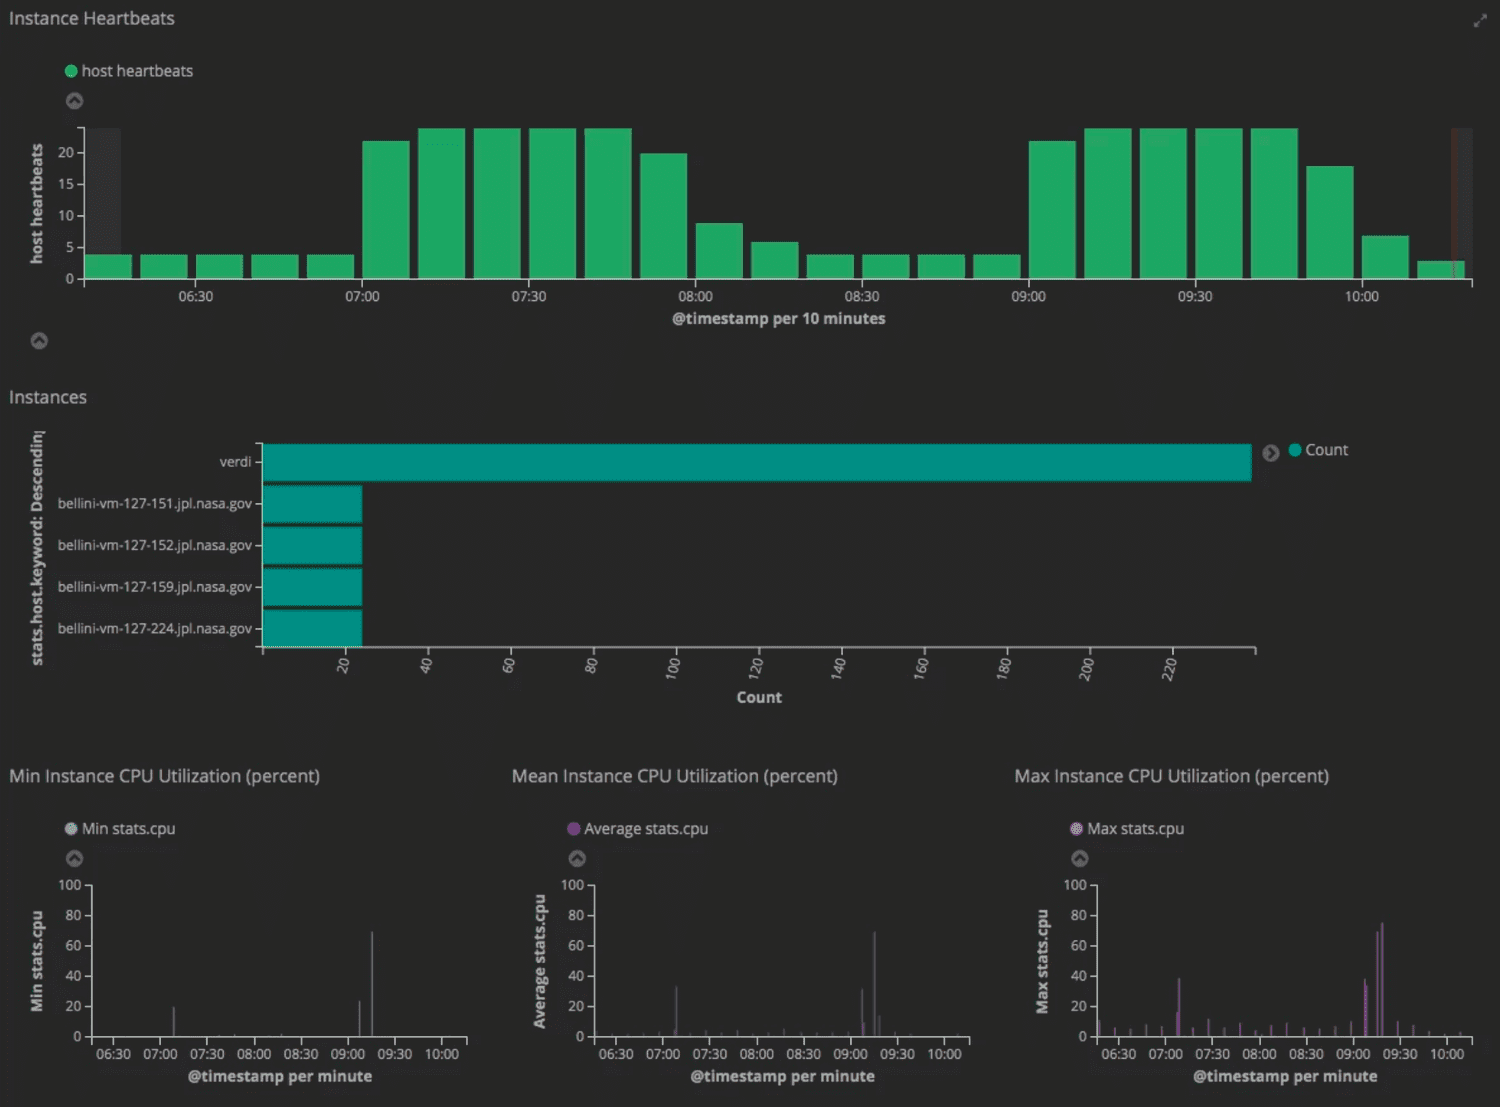 Instance Heartbeats
host heartbeats
host heartbeats
20
15
10
5
0
06:30 07:00 07:30 08:00 08:30 09:00 09:30 10:00
@timestamp per 10 minutes
Instances
stats.host.keyword: Descending
verdi
bellini-vm-127-151.jpl.nasa.gov
bellini-vm-127-152.jpl.nasa.gov
bellini-vm-127-159.jpl.nasa.gov
bellini-vm-127-224.jpl.nasa.gov
Count
20 40 60 80 100 120 140 160 180 200 220
Count
Min Instance CPU Utilization (percent)
Min stats.cpu
Min stats.cpu
100
80
60
40
20
0
06:30 07:00 07:30 08:00 08:30 09:00 09:30 10:00
@timestamp per minute
Mean Instance CPU Utilization (percent)
Average stats.cpu
Average stats.cpu
100
80
60
40
20
0
06:30 07:00 07:30 08:00 08:30 09:00 09:30 10:00
@timestamp per minute
Max Instance CPU Utilization (percent)
Max stats.cpu
Max stats.cpu
100
80
60
40
20
0
06:30 07:00 07:30 08:00 08:30 09:00 09:30 10:00
@timestamp per minute